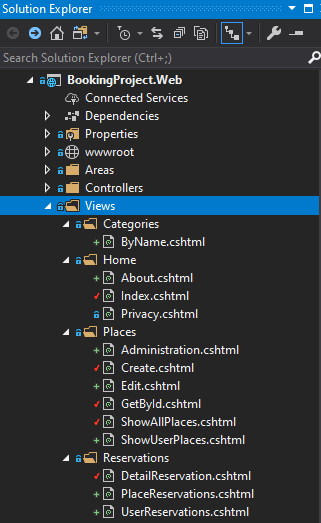 Solution Explorer
Search Solution Explorer (Ctrl+;)
BookingProject.Web
Connected Services
Dependencies
Properties
wwwroot
Areas
Controllers
Views
Categories
ByName.cshtml
Home
About.cshtml
Index.cshtml
Privacy.cshtml
Places
Administration.cshtml
Create.cshtml
Edit.cshtml
GetById.cshtml
ShowAllPlaces.cshtml
ShowUserPlaces.cshtml
Reservations
DetailReservation.cshtml
PlaceReservations.cshtml
UserReservations.cshtml